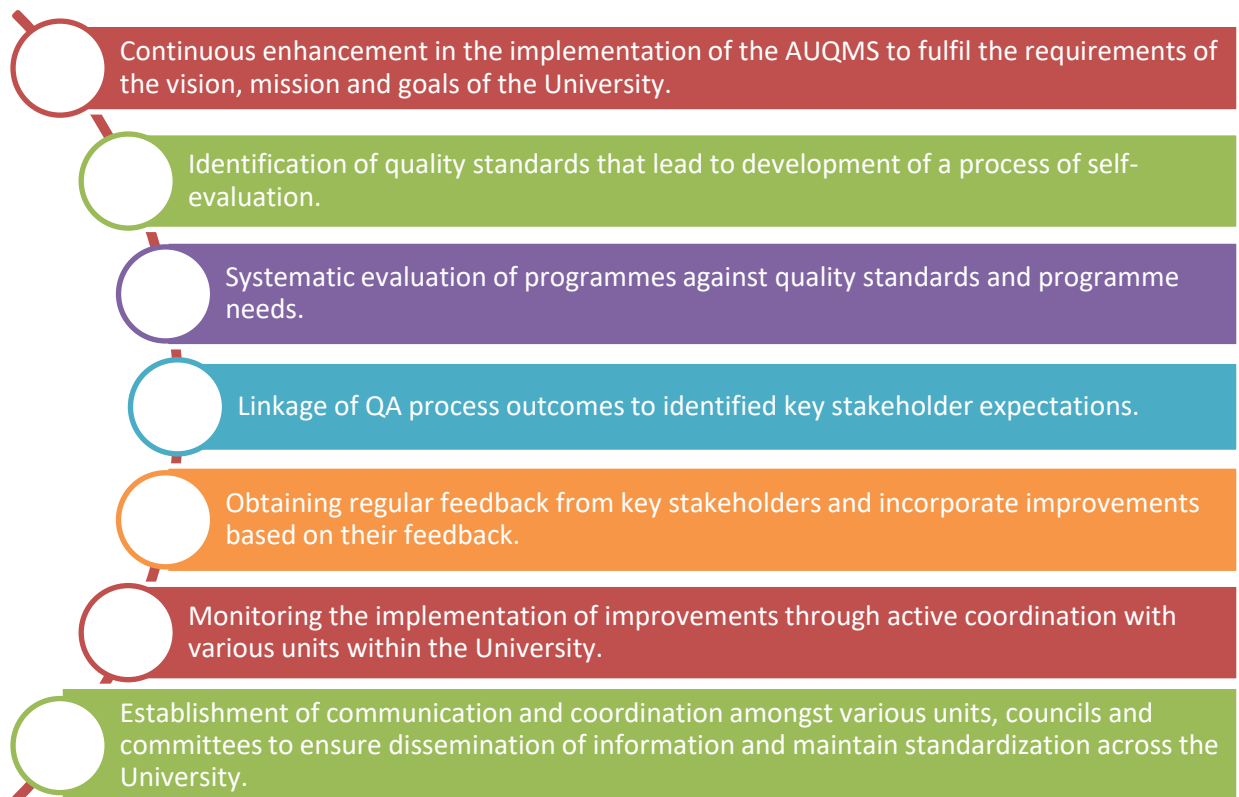 Continuous enhancement in the implementation of the AUQMS to fulfil the requirements of
the vision, mission and goals of the University.
Identification of quality standards that lead to development of a process of self-
evaluation.
Systematic evaluation of programmes against quality standards and programme
needs.
Linkage of QA process outcomes to identified key stakeholder expectations.
Obtaining regular feedback from key stakeholders and incorporate improvements
based on their feedback.
Monitoring the implementation of improvements through active coordination with
various units within the University.
Establishment of communication and coordination amongst various units, councils and
committees to ensure dissemination of information and maintain standardization across the
University.